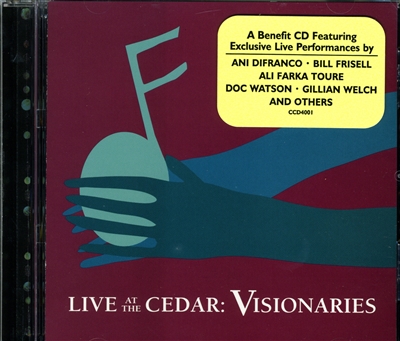 A Benefit CD Featuring
Exclusive Live Performances by
ANI DIFRANCO · BILL FRISELL
ALI FARKA TOURE
DOC WATSON · GILLIAN WELCH
AND OTHERS
CCD4001
LIVE AT THE CEDAR: VISIONARIES